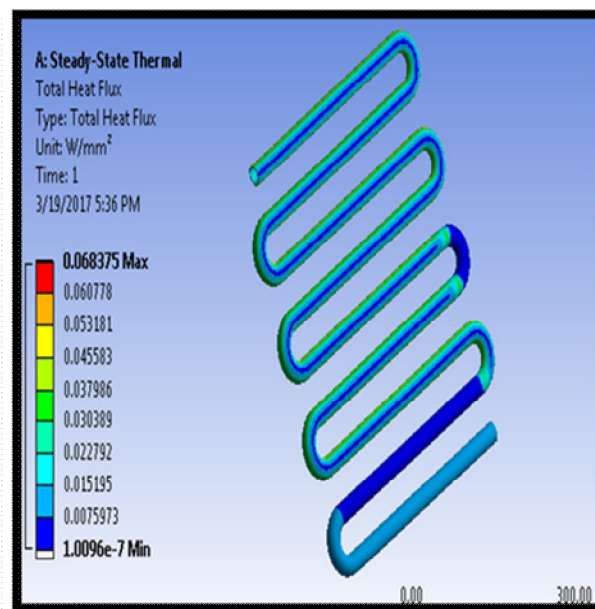 A: Steady-State Thermal
Total Heat Flux
Type: Total Heat Flux
Unit: W/mm²
Time: 1
3/19/2017 5:36 PM
0.068375 Max
0.060778
0.053181
0.045583
0.037986
0.030389
0.022792
0.015195
0.0075973
1.0096e-7 Min
0.00 300.00